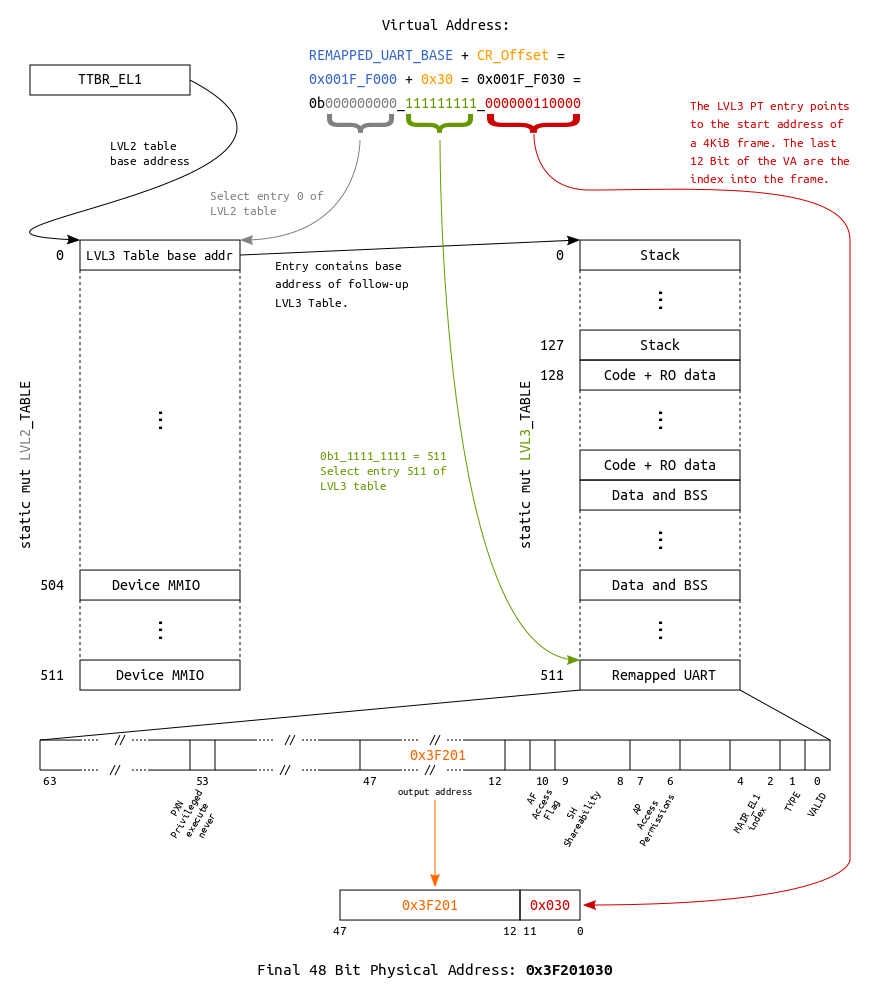 Virtual Address:
REMAPPED_UART_BASE + CR_Offset =
0x001F_F000 + 0x30 = 0x001F_F030 =
0b000000000_111111111_000000110000
TTBR_EL1
The LVL3 PT entry points
to the start address of
a 4KiB frame. The last
12 Bit of the VA are the
index into the frame.
LVL2 table
base address
Select entry 0 of
LVL2 table
0
LVL3 Table base addr
Entry contains base
address of follow-up
LVL3 Table.
0
Stack
⋮
127
Stack
128
Code + RO data
⋮
Code + RO data
Data and BSS
⋮
Data and BSS
⋮
511
Remapped UART
static mut LVL2_TABLE
⋮
504
Device MMIO
⋮
511
Device MMIO
static mut LVL3_TABLE
0b1_1111_1111 = 511
Select entry 511 of
LVL3 table
0x3F201
63
53
47
12
10
9
8
7
6
4
2
1
0
output address
PXN
Privileged
execute
never
AF
Access
Flag
SH
Shareability
AP
Access
Permissions
MAIR_EL1
index
TYPE
VALID
0x3F201
0x030
47
12
11
0
Final 48 Bit Physical Address: 0x3F201030